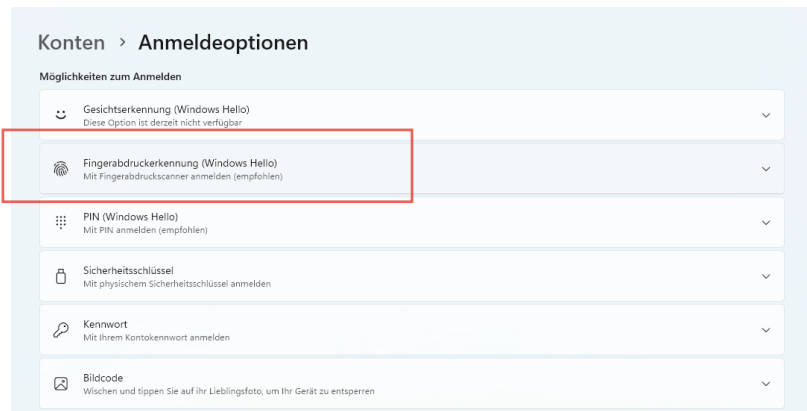 Konten > Anmeldeoptionen
Möglichkeiten zum Anmelden
Gesichtserkennung (Windows Hello)
Diese Option ist derzeit nicht verfügbar
Fingerabdruckerkennung (Windows Hello)
Mit Fingerabdruckscanner anmelden (empfohlen)
PIN (Windows Hello)
Mit PIN anmelden (empfohlen)
Sicherheitsschlüssel
Mit physischem Sicherheitsschlüssel anmelden
Kennwort
Mit Ihrem Kontokennwort anmelden
Bildcode
Wischen und tippen Sie auf ihr Lieblingsfoto, um Ihr Gerät zu entsperren